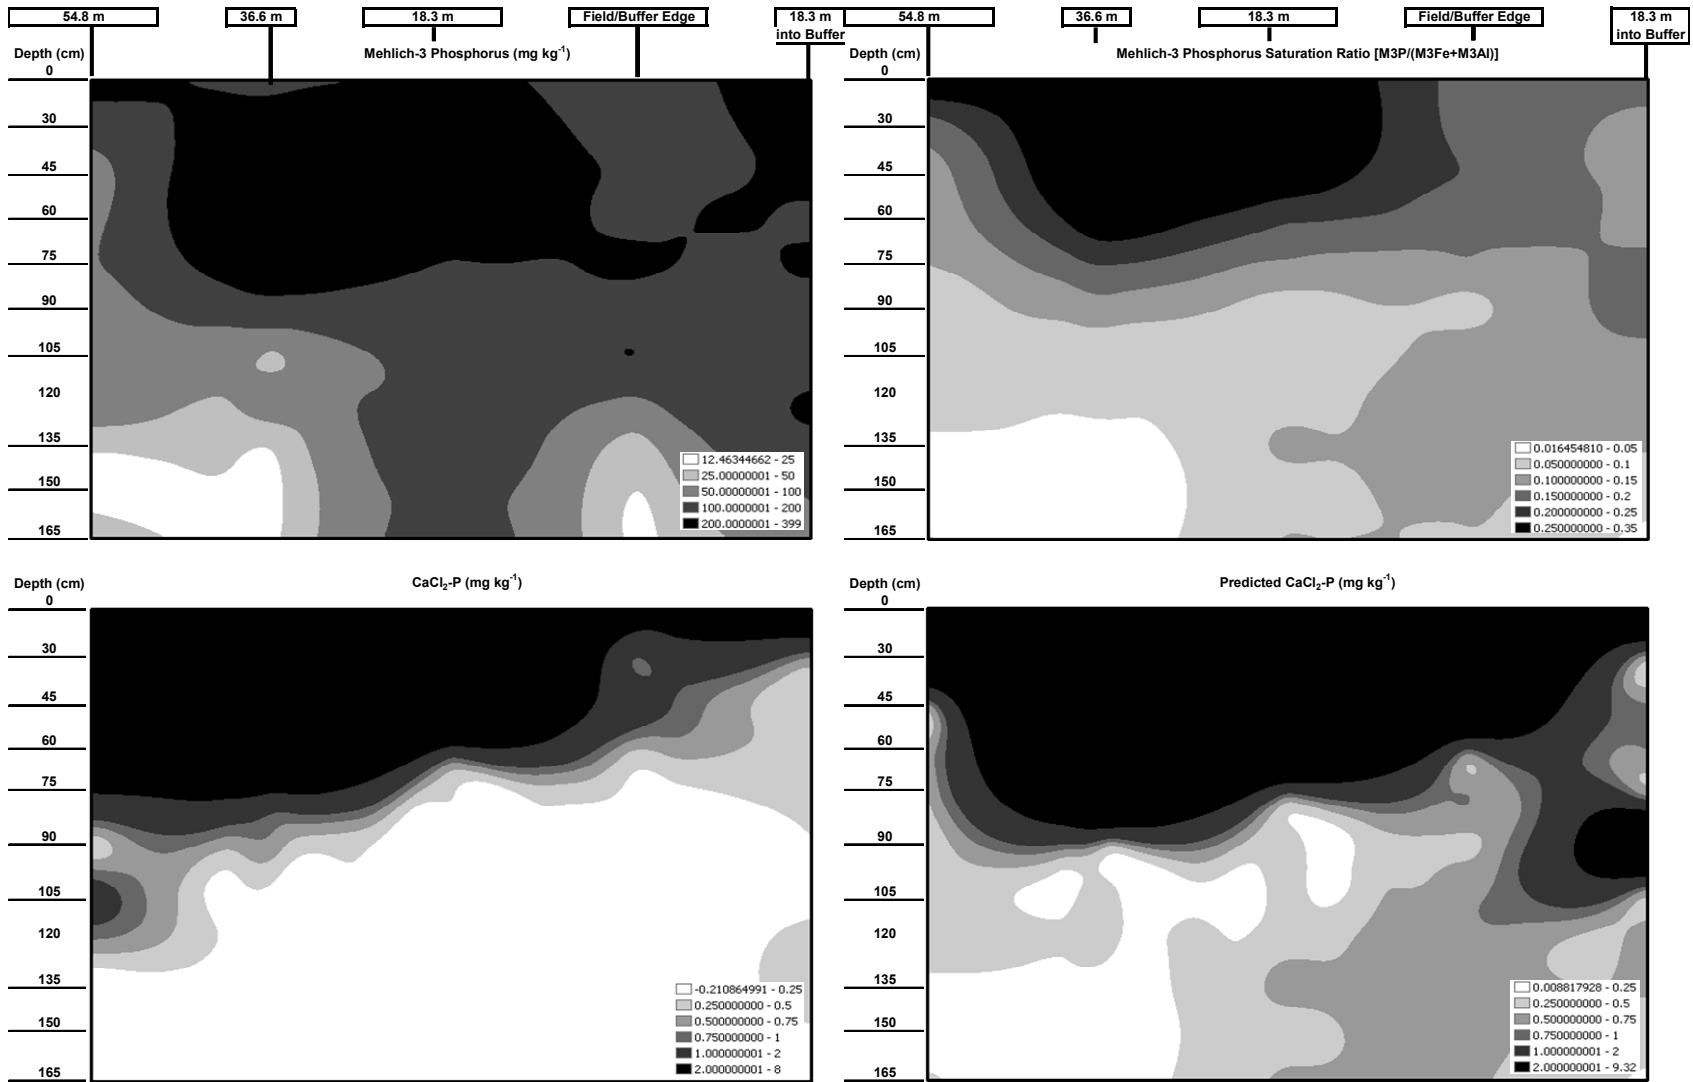 54.8 m
36.6 m
18.3 m
Field/Buffer Edge
18.3 m
into Buffer
54.8 m
36.6 m
18.3 m
Field/Buffer Edge
18.3 m
into Buffer
Depth (cm)
Mehlich-3 Phosphorus (mg kg-1)
0
30
45
60
75
90
105
120
135
150
165
12.46344662 - 25
25.00000001 - 50
50.00000001 - 100
100.0000001 - 200
200.0000001 - 399
Depth (cm)
Mehlich-3 Phosphorus Saturation Ratio [M3P/(M3Fe+M3Al)]
0
30
45
60
75
90
105
120
135
150
165
0.016454810 - 0.05
0.050000000 - 0.1
0.100000000 - 0.15
0.150000000 - 0.2
0.200000000 - 0.25
0.250000000 - 0.35
Depth (cm)
CaCl2-P (mg kg-1)
0
30
45
60
75
90
105
120
135
150
165
-0.210864991 - 0.25
0.250000000 - 0.5
0.500000000 - 0.75
0.750000000 - 1
1.000000001 - 2
2.000000001 - 8
Depth (cm)
Predicted CaCl2-P (mg kg-1)
0
30
45
60
75
90
105
120
135
150
165
0.008817928 - 0.25
0.250000000 - 0.5
0.500000000 - 0.75
0.750000000 - 1
1.000000001 - 2
2.000000001 - 9.32